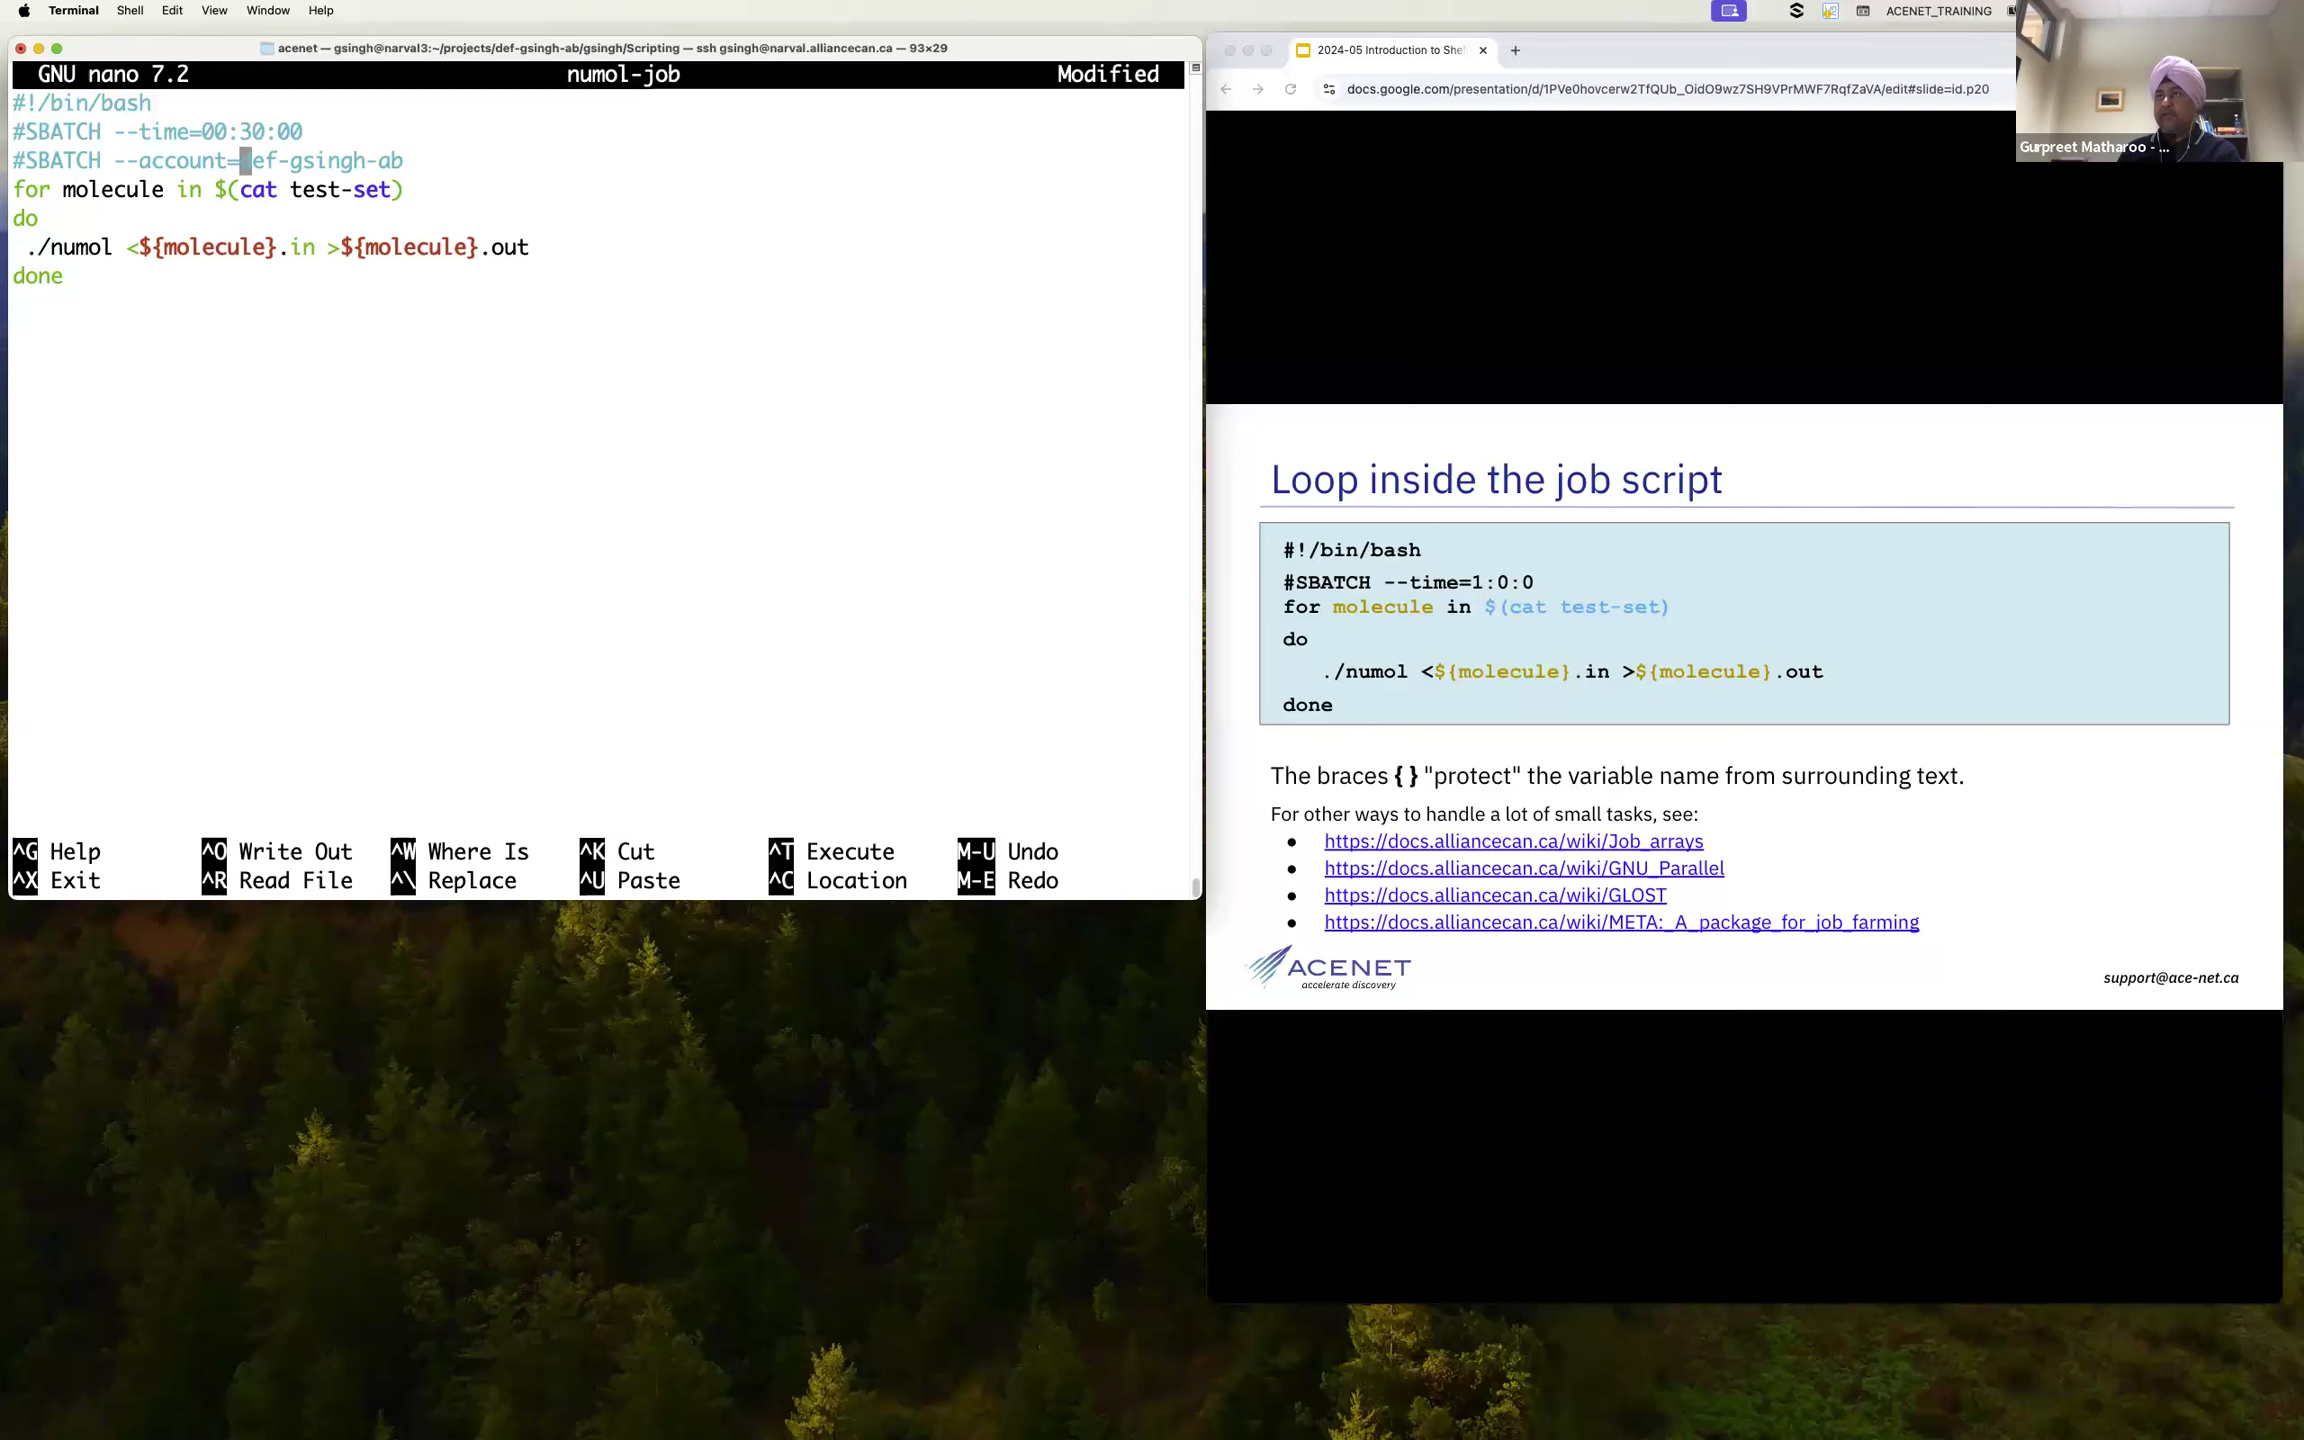 Terminal Shell Edit View Window Help ACENET_TRAINING
acenet — gsingh@narval3:~/projects/def-gsingh-ab/gsingh/Scripting — ssh gsingh@narval.alliancecan.ca — 93×29
GNU nano 7.2 numol-job Modified
#!/bin/bash
#SBATCH --time=00:30:00
#SBATCH --account=def-gsingh-ab
for molecule in $(cat test-set)
do
 ./numol <${molecule}.in >${molecule}.out
done
^G Help ^O Write Out ^W Where Is ^K Cut ^T Execute M-U Undo
^X Exit ^R Read File ^\ Replace ^U Paste ^C Location M-E Redo
2024-05 Introduction to She
docs.google.com/presentation/d/1PVe0hovcerw2TfQUb_OidO9wz7SH9VPrMWF7RqfZaVA/edit#slide=id.p20
Gurpreet Matharoo - ...
Loop inside the job script
#!/bin/bash
#SBATCH --time=1:0:0
for molecule in $(cat test-set)
do
./numol <${molecule}.in >${molecule}.out
done
The braces { } "protect" the variable name from surrounding text.
For other ways to handle a lot of small tasks, see:
● https://docs.alliancecan.ca/wiki/Job_arrays
● https://docs.alliancecan.ca/wiki/GNU_Parallel
● https://docs.alliancecan.ca/wiki/GLOST
● https://docs.alliancecan.ca/wiki/META:_A_package_for_job_farming
ACENET
accelerate discovery
support@ace-net.ca